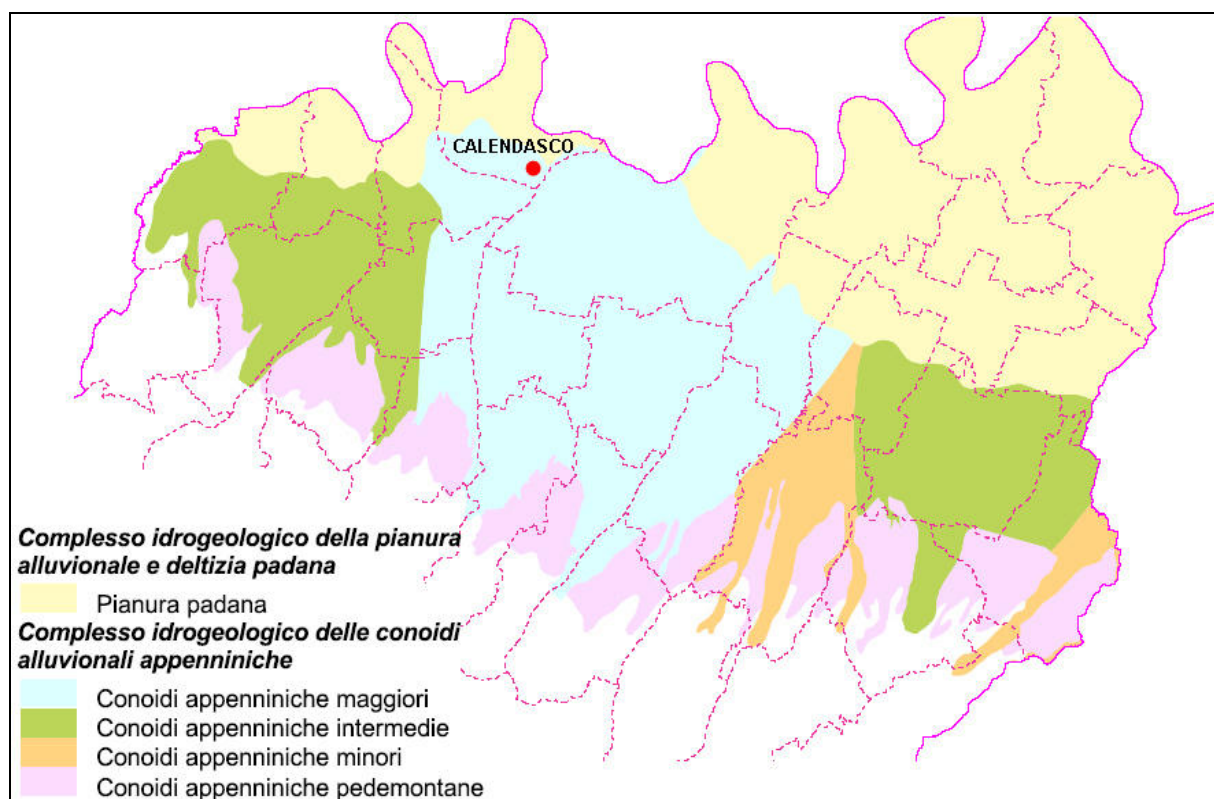 CALENDASCO
Complesso idrogeologico della pianura
alluvionale e deltizia padana
Pianura padana
Complesso idrogeologico delle conoidi
alluvionali appenniniche
Conoidi appenniniche maggiori
Conoidi appenniniche intermedie
Conoidi appenniniche minori
Conoidi appenniniche pedemontane